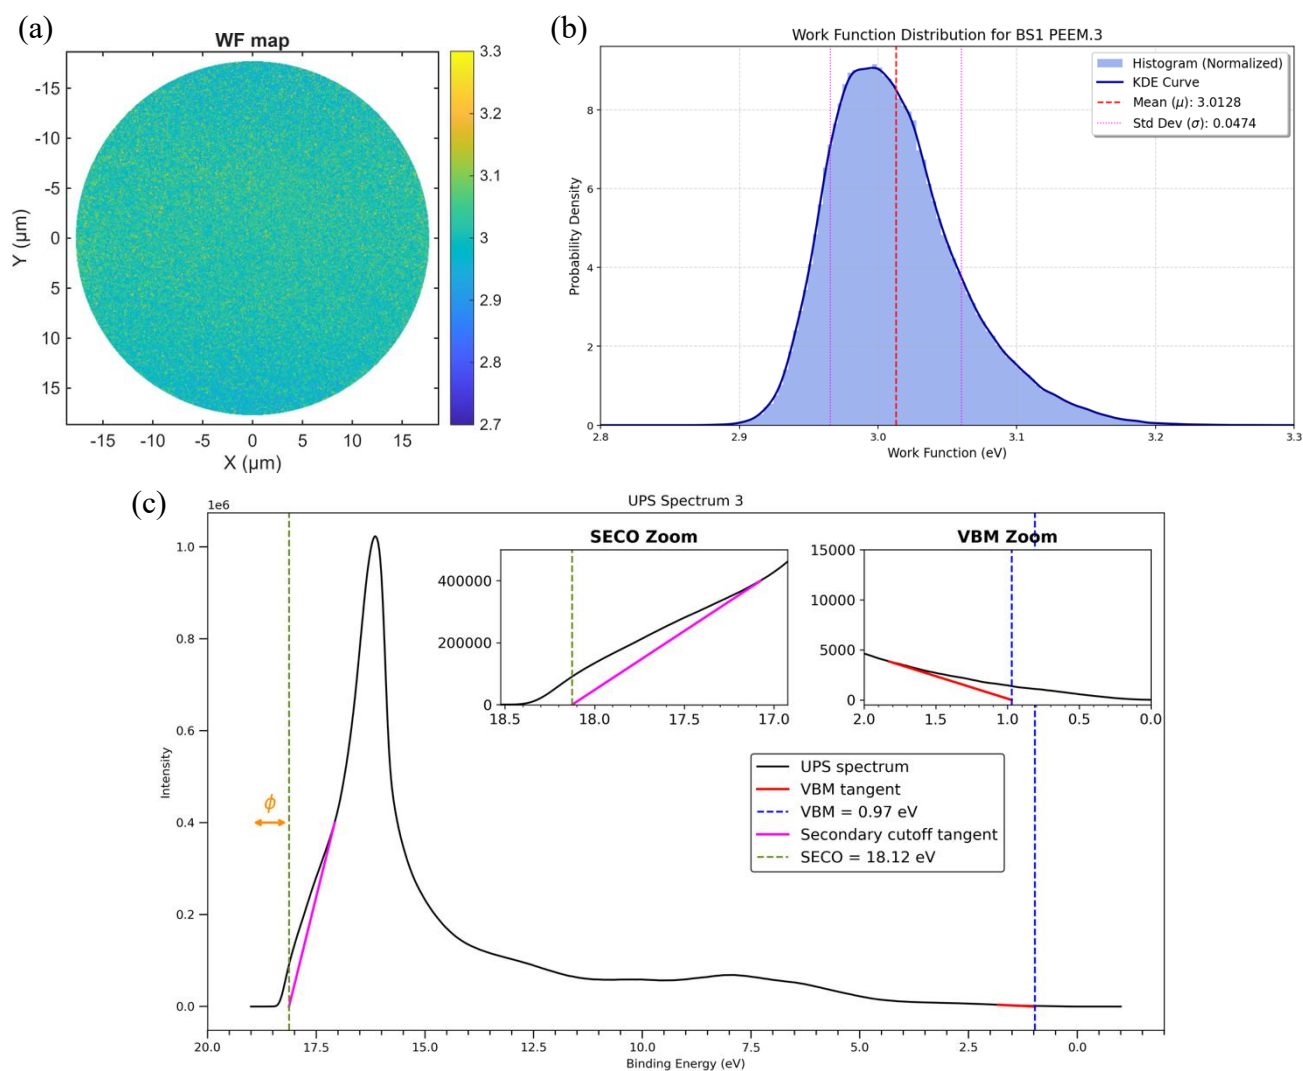 (a)
WF map
-15
-10
-5
0
5
10
15
Y (μm)
-15 -10 -5 0 5 10 15
X (μm)
3.3
3.2
3.1
3
2.9
2.8
2.7
(b)
Work Function Distribution for BS1 PEEM.3
Histogram (Normalized)
KDE Curve
Mean (μ): 3.0128
Std Dev (σ): 0.0474
8
6
4
2
0
Probability Density
2.8 2.9 3.0 3.1 3.2 3.3
Work Function (eV)
(c)
UPS Spectrum 3
1e6
1.0
0.8
0.6
0.4
0.2
0.0
Intensity
SECO Zoom
400000
200000
0
18.5 18.0 17.5 17.0
VBM Zoom
15000
10000
5000
0
2.0 1.5 1.0 0.5 0.0
ϕ
UPS spectrum
VBM tangent
VBM = 0.97 eV
Secondary cutoff tangent
SECO = 18.12 eV
20.0 17.5 15.0 12.5 10.0 7.5 5.0 2.5 0.0
Binding Energy (eV)